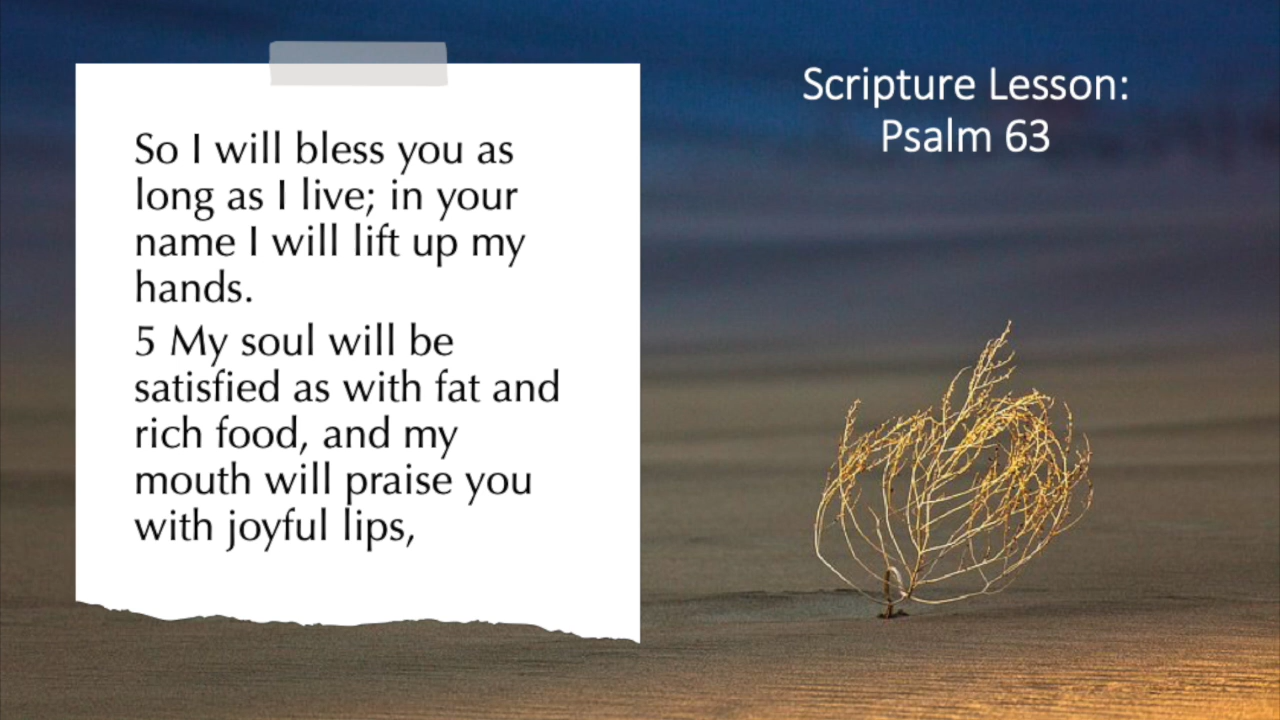 Scripture Lesson:
Psalm 63
So I will bless you as
long as I live; in your
name I will lift up my
hands.
5 My soul will be
satisfied as with fat and
rich food, and my
mouth will praise you
with joyful lips,